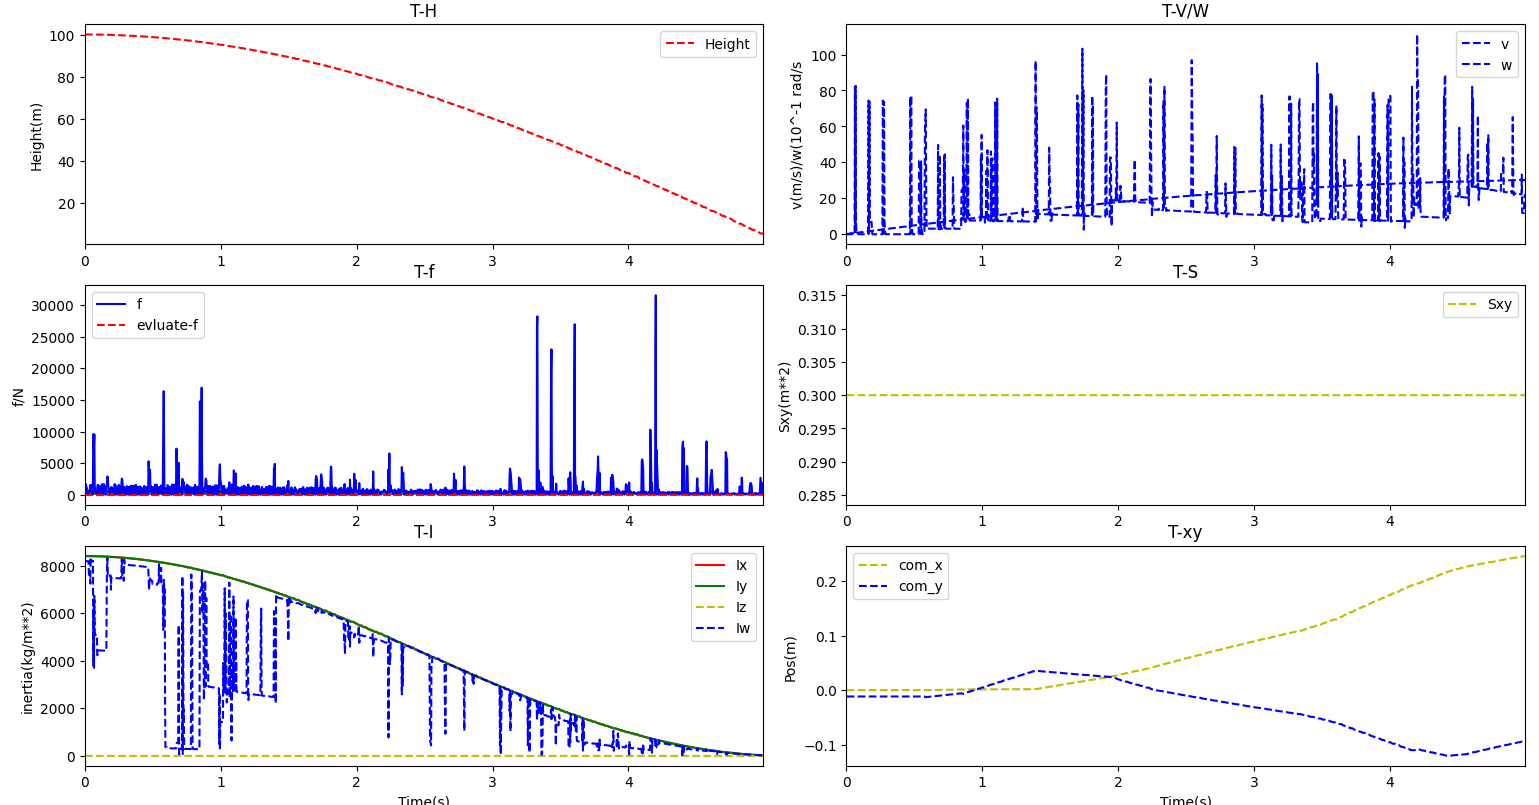 T-H
Height(m)
100
80
60
40
20
Height
0 1 2 3 4
T-V/W
v(m/s)/w(10^-1 rad/s
100
80
60
40
20
0
v
w
0 1 2 3 4
T-f
f/N
30000
25000
20000
15000
10000
5000
0
f
evluate-f
0 1 2 3 4
T-S
Sxy(m**2)
0.315
0.310
0.305
0.300
0.295
0.290
0.285
Sxy
0 1 2 3 4
T-I
inertia(kg/m**2)
8000
6000
4000
2000
0
Ix
Iy
Iz
Iw
0 1 2 3 4
Time(s)
T-xy
Pos(m)
0.2
0.1
0.0
−0.1
com_x
com_y
0 1 2 3 4
Time(s)